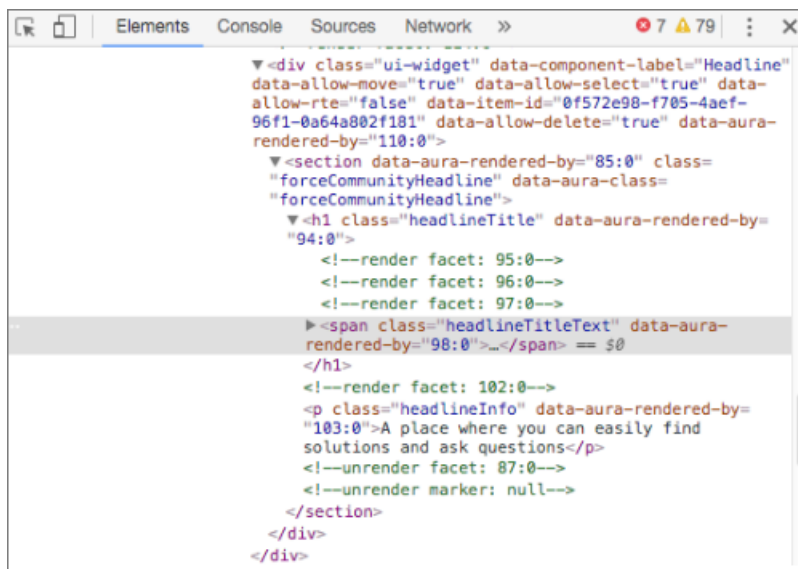 Elements Console Sources Network » 7 79
▼<div class="ui-widget" data-component-label="Headline"
data-allow-move="true" data-allow-select="true" data-
allow-rte="false" data-item-id="0f572e98-f705-4aef-
96f1-0a64a802f181" data-allow-delete="true" data-aura-
rendered-by="110:0">
▼<section data-aura-rendered-by="85:0" class=
"forceCommunityHeadline" data-aura-class=
"forceCommunityHeadline">
▼<h1 class="headlineTitle" data-aura-rendered-by=
"94:0">
<!--render facet: 95:0-->
<!--render facet: 96:0-->
<!--render facet: 97:0-->
▶<span class="headlineTitleText" data-aura-
rendered-by="98:0">…</span> == $0
</h1>
<!--render facet: 102:0-->
<p class="headlineInfo" data-aura-rendered-by=
"103:0">A place where you can easily find
solutions and ask questions</p>
<!--unrender facet: 87:0-->
<!--unrender marker: null-->
</section>
</div>
</div>